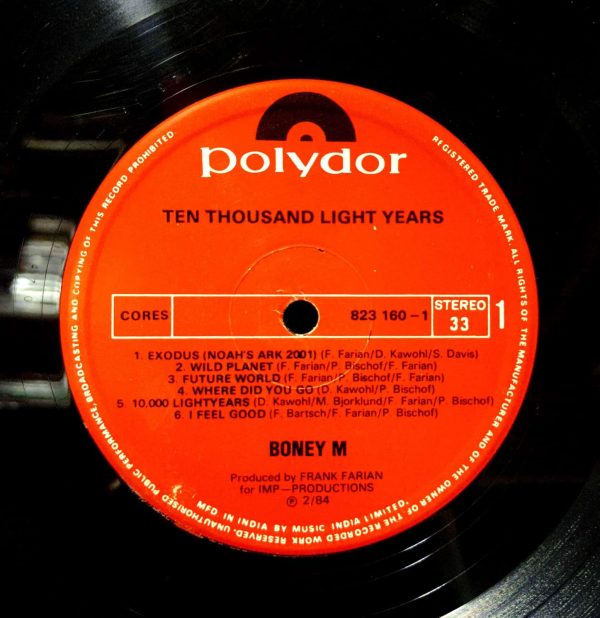 polydor
TEN THOUSAND LIGHT YEARS
CORES
823 160-1
STEREO
33
1
1. EXODUS (NOAH'S ARK 2001) (F. Farian/D. Kawohl/S. Davis)
2. WILD PLANET (F. Farian/P. Bischof/F. Farian)
3. FUTURE WORLD (F. Farian/P. Bischof/F. Farian)
4. WHERE DID YOU GO (D. Kawohl/P. Bischof)
5. 10,000 LIGHTYEARS (D. Kawohl/M. Bjorklund/F. Farian/P. Bischof)
6. I FEEL GOOD (F. Bartsch/F. Farian/P. Bischof)
BONEY M
Produced by FRANK FARIAN
for IMP-PRODUCTIONS
℗ 2/84
REGISTERED TRADE MARK. ALL RIGHTS OF THE MANUFACTURER AND OF THE OWNER OF THE RECORDED WORK RESERVED. UNAUTHORISED PUBLIC PERFORMANCE, BROADCASTING AND COPYING OF THIS RECORD PROHIBITED.
MFD. IN INDIA BY MUSIC INDIA LIMITED.